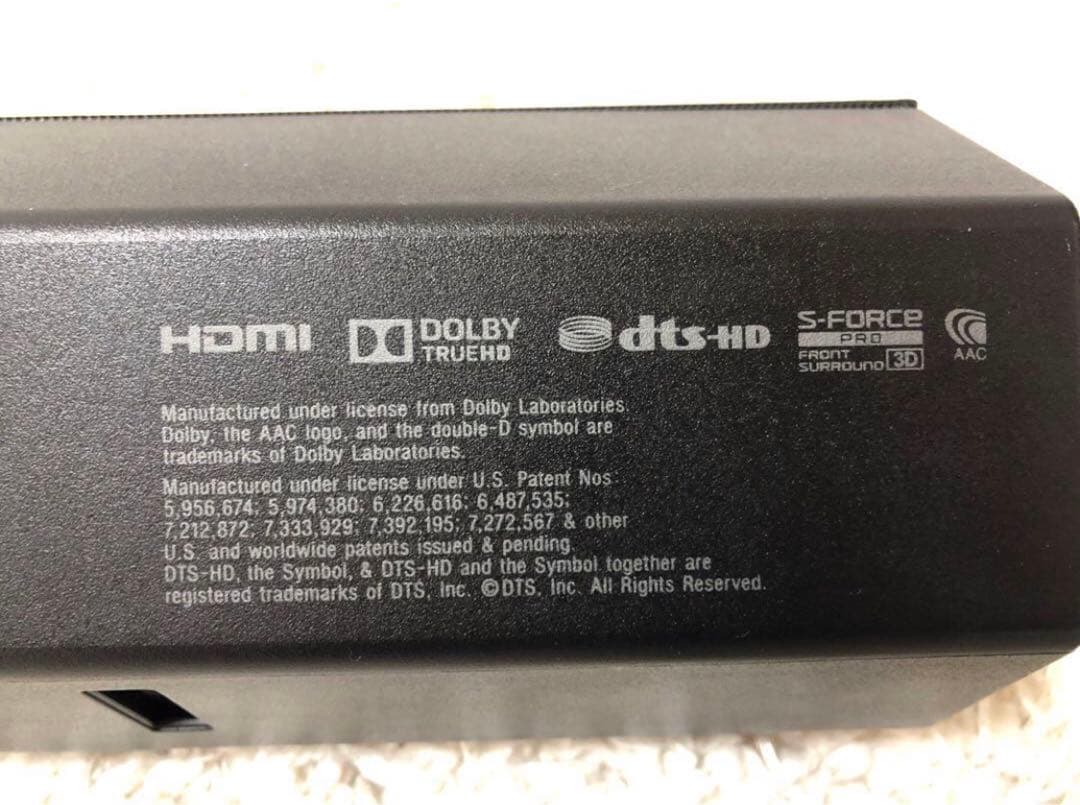 HDMI DOLBY TRUEHD dts-HD S-FORCE PRO FRONT SURROUND 3D AAC
Manufactured under license from Dolby Laboratories.
Dolby, the AAC logo, and the double-D symbol are
trademarks of Dolby Laboratories.
Manufactured under license under U.S. Patent Nos:
5,956,674; 5,974,380; 6,226,616; 6,487,535;
7,212,872; 7,333,929; 7,392,195; 7,272,567 & other
U.S. and worldwide patents issued & pending.
DTS-HD, the Symbol, & DTS-HD and the Symbol together are
registered trademarks of DTS, Inc. ©DTS, Inc. All Rights Reserved.